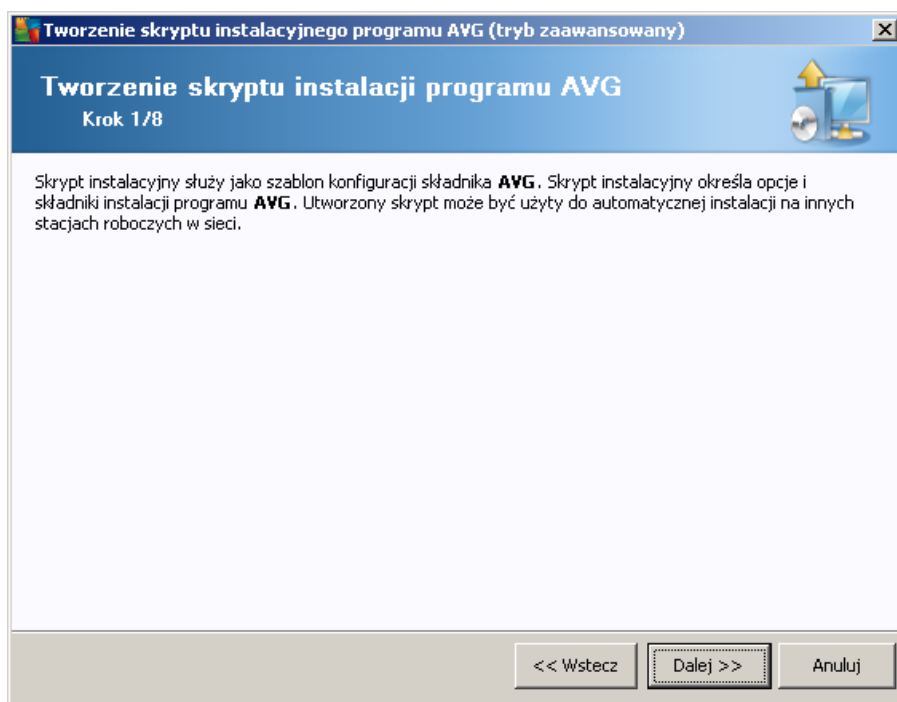 Tworzenie skryptu instalacyjnego programu AVG (tryb zaawansowany)
Tworzenie skryptu instalacji programu AVG
Krok 1/8
Skrypt instalacyjny służy jako szablon konfiguracji składnika AVG. Skrypt instalacyjny określa opcje i
składniki instalacji programu AVG. Utworzony skrypt może być użyty do automatycznej instalacji na innych
stacjach roboczych w sieci.
<< Wstecz
Dalej >>
Anuluj